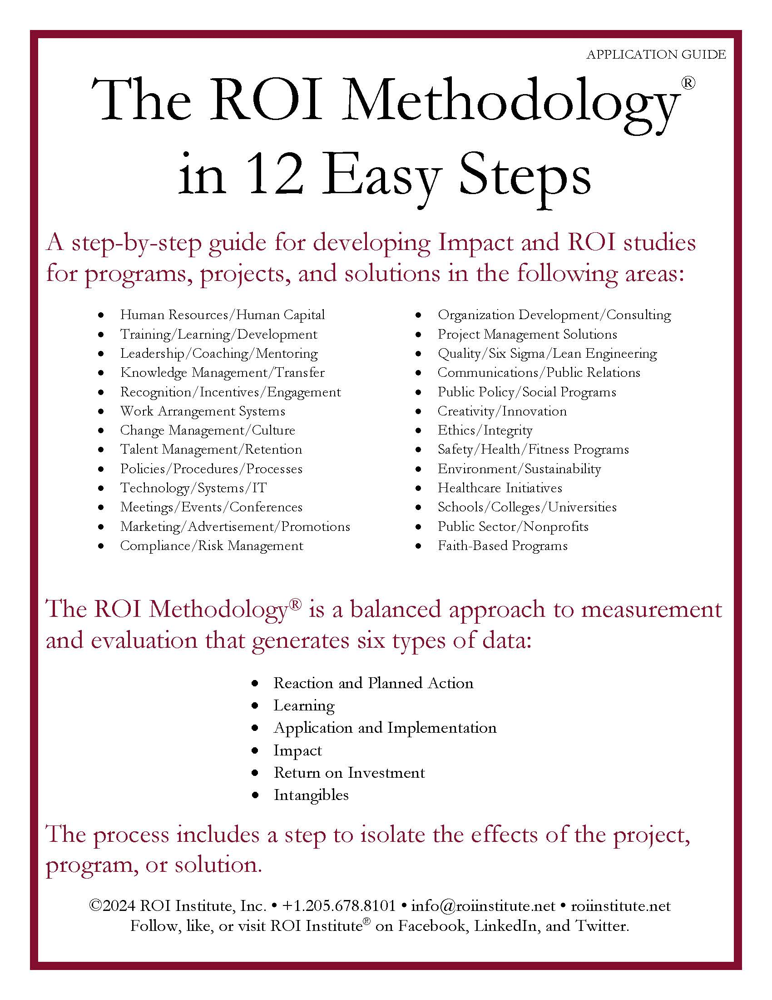 APPLICATION GUIDE
The ROI Methodology®
in 12 Easy Steps
A step-by-step guide for developing Impact and ROI studies
for programs, projects, and solutions in the following areas:
• Human Resources/Human Capital
• Training/Learning/Development
• Leadership/Coaching/Mentoring
• Knowledge Management/Transfer
• Recognition/Incentives/Engagement
• Work Arrangement Systems
• Change Management/Culture
• Talent Management/Retention
• Policies/Procedures/Processes
• Technology/Systems/IT
• Meetings/Events/Conferences
• Marketing/Advertisement/Promotions
• Compliance/Risk Management
• Organization Development/Consulting
• Project Management Solutions
• Quality/Six Sigma/Lean Engineering
• Communications/Public Relations
• Public Policy/Social Programs
• Creativity/Innovation
• Ethics/Integrity
• Safety/Health/Fitness Programs
• Environment/Sustainability
• Healthcare Initiatives
• Schools/Colleges/Universities
• Public Sector/Nonprofits
• Faith-Based Programs
The ROI Methodology® is a balanced approach to measurement
and evaluation that generates six types of data:
• Reaction and Planned Action
• Learning
• Application and Implementation
• Impact
• Return on Investment
• Intangibles
The process includes a step to isolate the effects of the project,
program, or solution.
©2024 ROI Institute, Inc. • +1.205.678.8101 • info@roiinstitute.net • roiinstitute.net
Follow, like, or visit ROI Institute® on Facebook, LinkedIn, and Twitter.